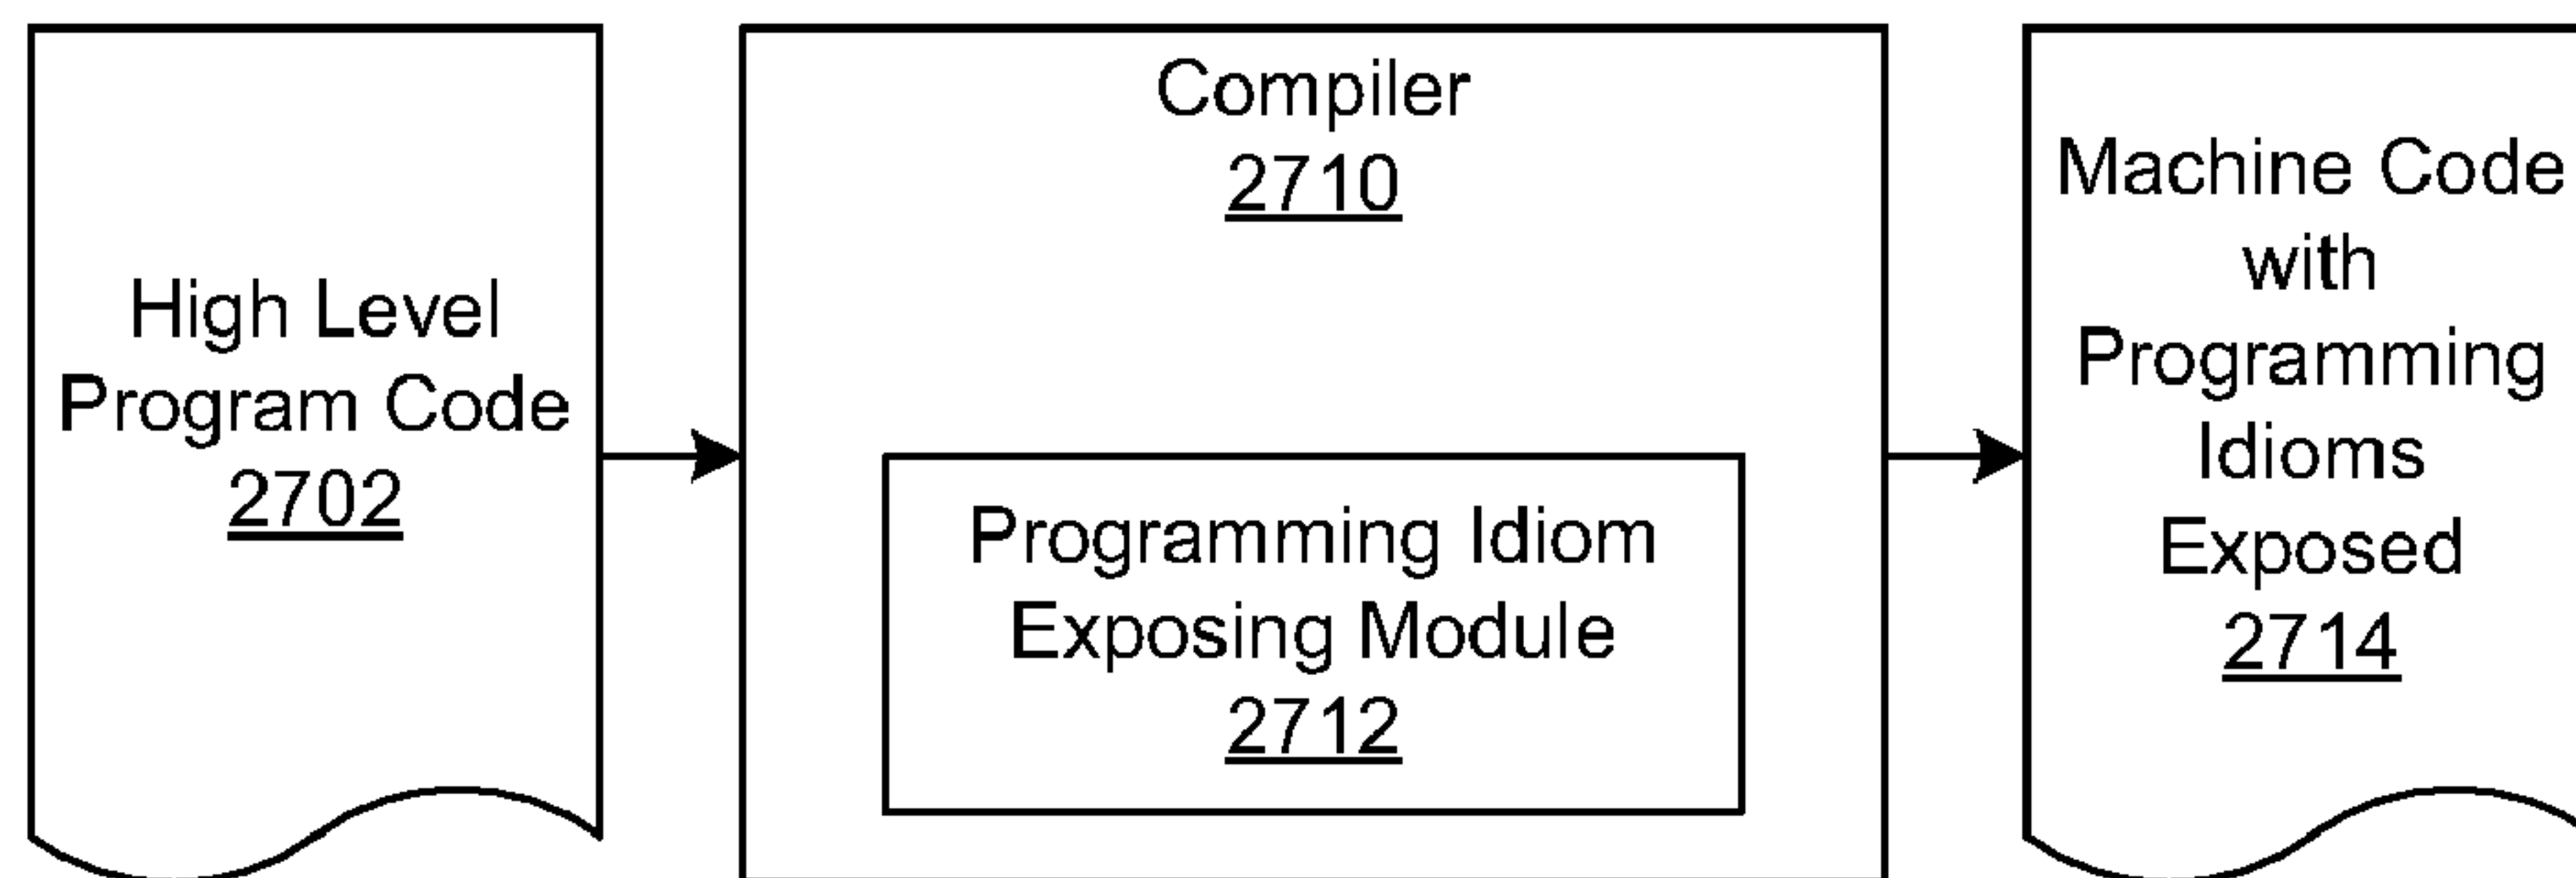 High Level
Program Code
2702
Compiler
2710
Programming Idiom
Exposing Module
2712
Machine Code
with
Programming
Idioms
Exposed
2714